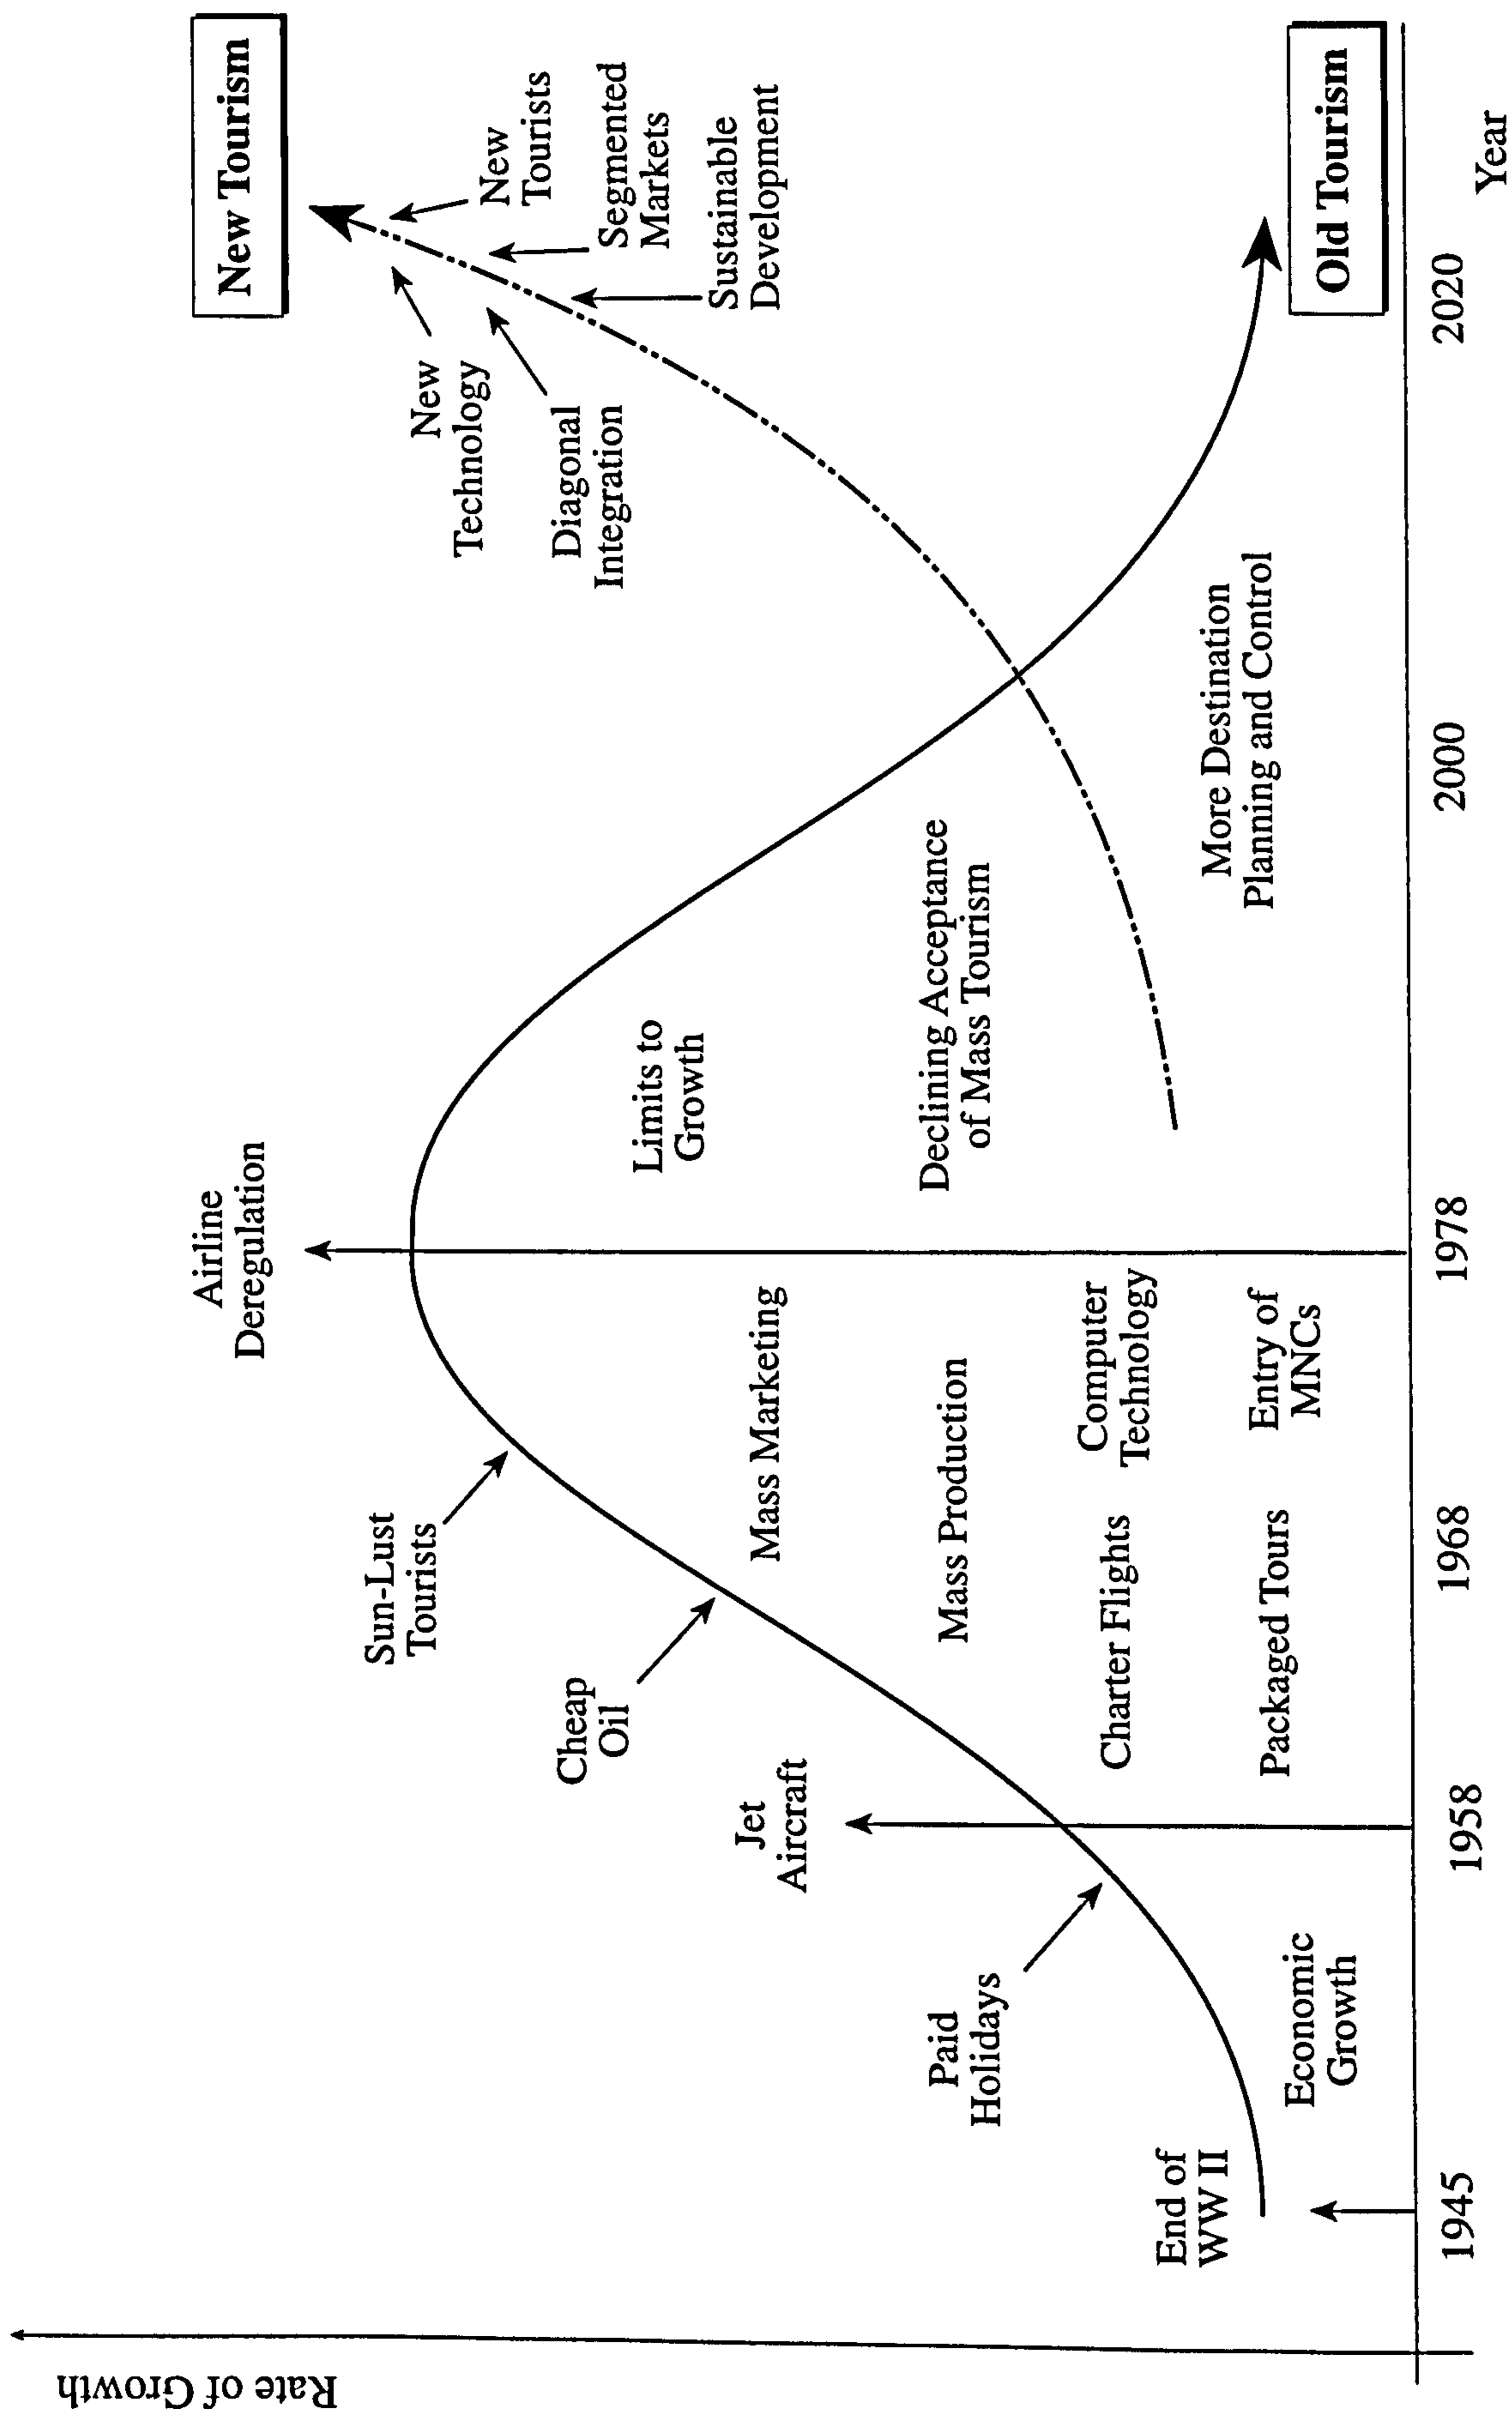 Rate of Growth
Airline
Deregulation
New Tourism
Sun-Lust
Tourists
New
Technology
New
Tourists
Cheap
Oil
Diagonal
Integration
Segmented
Markets
Limits to
Growth
Sustainable
Development
Jet
Aircraft
Mass Marketing
Paid
Holidays
Mass Production
Declining Acceptance
of Mass Tourism
End of
WW II
Charter Flights
Computer
Technology
More Destination
Planning and Control
Economic
Growth
Packaged Tours
Entry of
MNCs
Old Tourism
1945
1958
1968
1978
2000
2020
Year